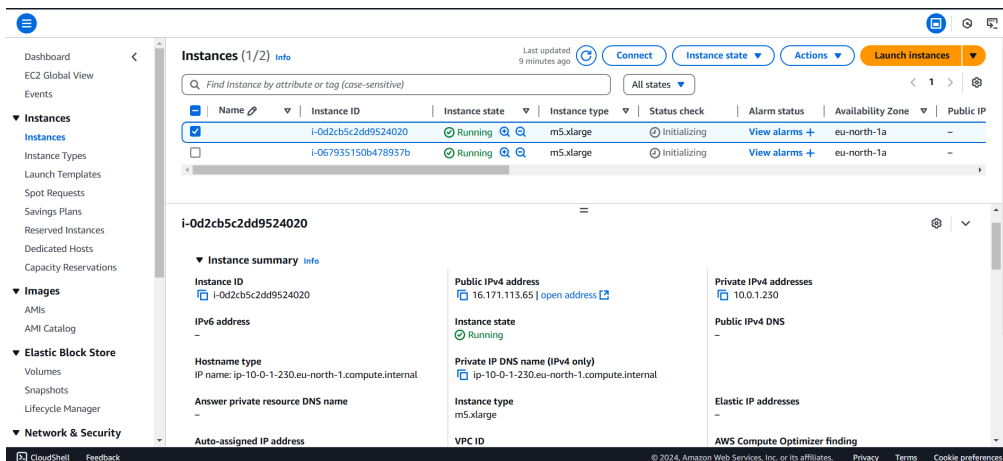 Dashboard
EC2 Global View
Events
Instances
Instances
Instance Types
Launch Templates
Spot Requests
Savings Plans
Reserved Instances
Dedicated Hosts
Capacity Reservations
Images
AMIs
AMI Catalog
Elastic Block Store
Volumes
Snapshots
Lifecycle Manager
Network & Security
Instances (1/2) Info
Last updated
9 minutes ago
Connect
Instance state
Actions
Launch instances
Find Instance by attribute or tag (case-sensitive)
All states
1
Name Instance ID Instance state Instance type Status check Alarm status Availability Zone Public IP
i-0d2cb5c2dd9524020 Running m5.xlarge Initializing View alarms + eu-north-1a –
i-067935150b478937b Running m5.xlarge Initializing View alarms + eu-north-1a –
i-0d2cb5c2dd9524020
Instance summary Info
Instance ID
i-0d2cb5c2dd9524020
Public IPv4 address
16.171.113.65 | open address
Private IPv4 addresses
10.0.1.230
IPv6 address
–
Instance state
Running
Public IPv4 DNS
–
Hostname type
IP name: ip-10-0-1-230.eu-north-1.compute.internal
Private IP DNS name (IPv4 only)
ip-10-0-1-230.eu-north-1.compute.internal
Answer private resource DNS name
–
Instance type
m5.xlarge
Elastic IP addresses
–
Auto-assigned IP address
VPC ID
AWS Compute Optimizer finding
CloudShell Feedback © 2024, Amazon Web Services, Inc. or its affiliates. Privacy Terms Cookie preferences